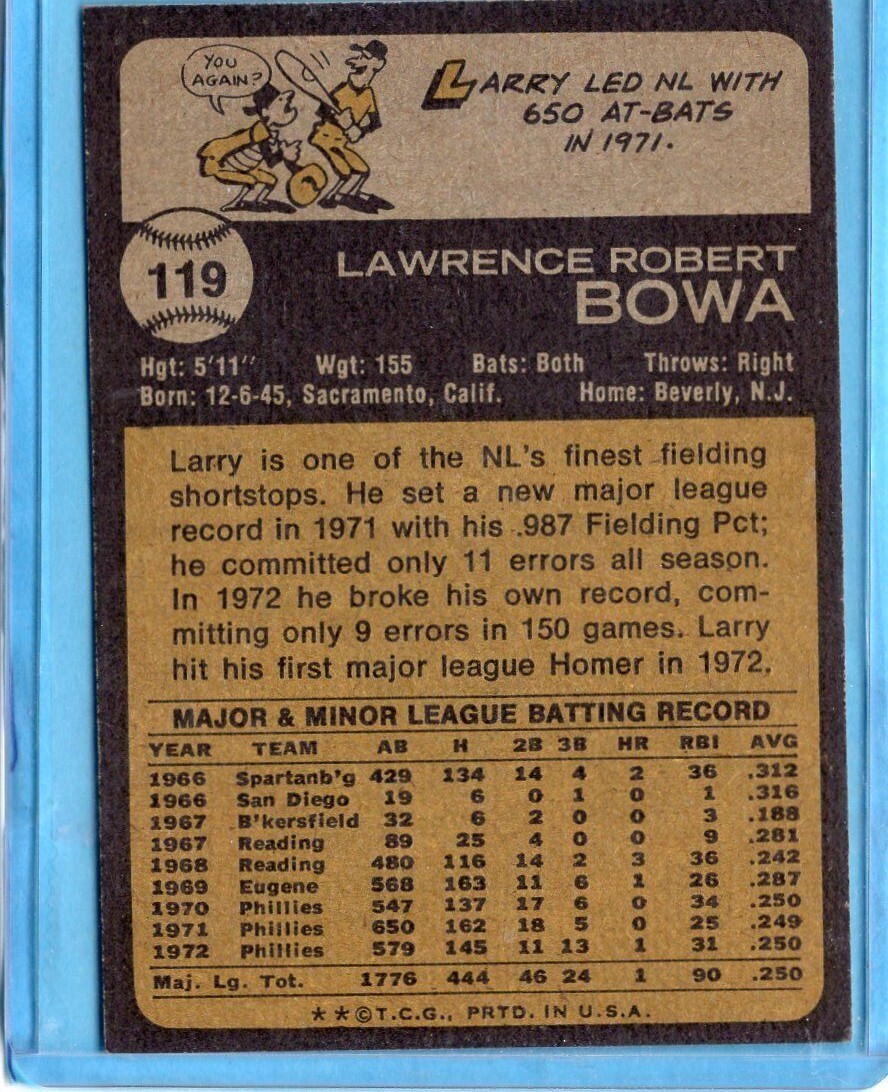 YOU
AGAIN?
LARRY LED NL WITH
650 AT-BATS
IN 1971.
119
LAWRENCE ROBERT
BOWA
Hgt: 5'11" Wgt: 155 Bats: Both Throws: Right
Born: 12-6-45, Sacramento, Calif. Home: Beverly, N.J.
Larry is one of the NL's finest fielding
shortstops. He set a new major league
record in 1971 with his .987 Fielding Pct;
he committed only 11 errors all season.
In 1972 he broke his own record, com-
mitting only 9 errors in 150 games. Larry
hit his first major league Homer in 1972.
MAJOR & MINOR LEAGUE BATTING RECORD
YEAR TEAM AB H 2B 3B HR RBI AVG
1966 Spartanb'g 429 134 14 4 2 36 .312
1966 San Diego 19 6 0 1 0 1 .316
1967 B'kersfield 32 6 2 0 0 3 .188
1967 Reading 89 25 4 0 0 9 .281
1968 Reading 480 116 14 2 3 36 .242
1969 Eugene 568 163 11 6 1 26 .287
1970 Phillies 547 137 17 6 0 34 .250
1971 Phillies 650 162 18 5 0 25 .249
1972 Phillies 579 145 11 13 1 31 .250
Maj. Lg. Tot. 1776 444 46 24 1 90 .250
**©T.C.G., PRTD. IN U.S.A.